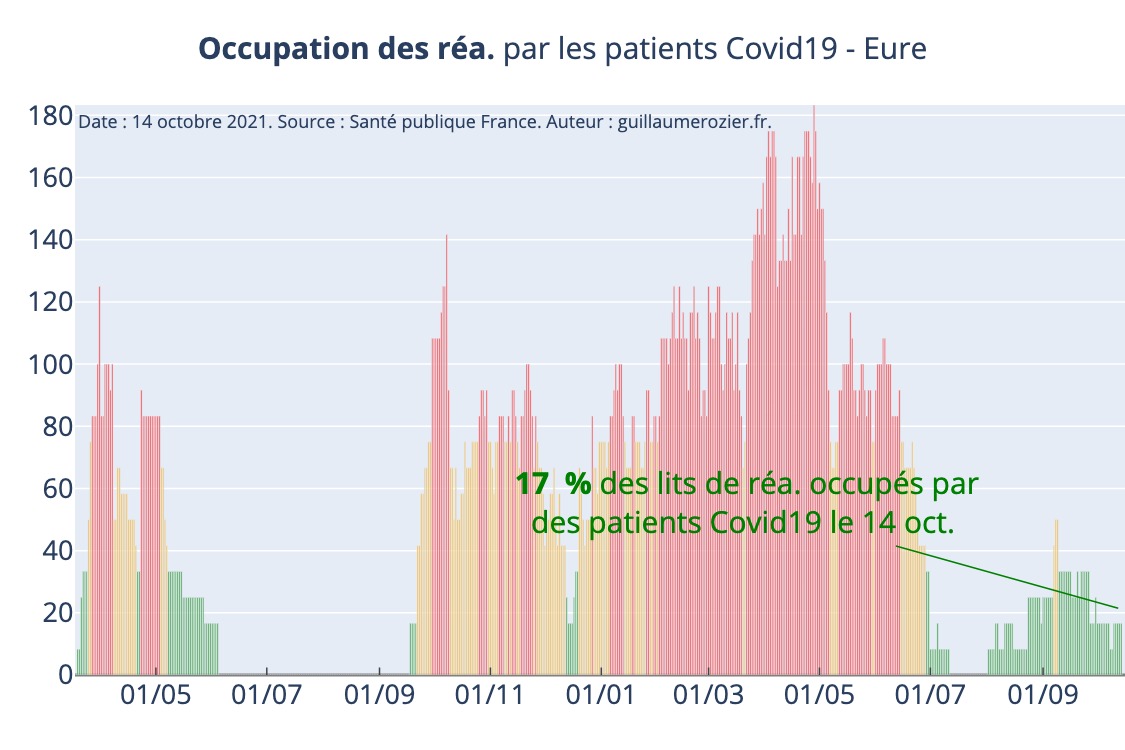 Occupation des réa. par les patients Covid19 - Eure
180
Date : 14 octobre 2021. Source : Santé publique France. Auteur : guillaumerozier.fr.
160
140
120
100
80
60
17 % des lits de réa. occupés par
des patients Covid19 le 14 oct.
40
20
0
01/05 01/07 01/09 01/11 01/01 01/03 01/05 01/07 01/09